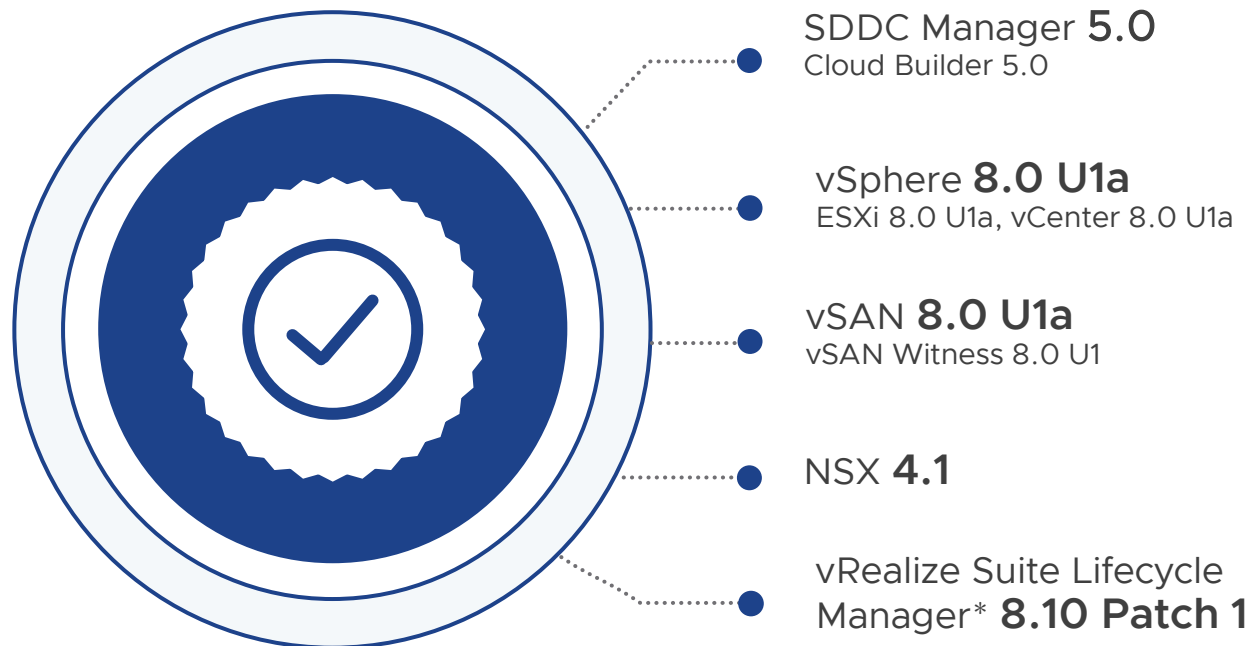 SDDC Manager 5.0
Cloud Builder 5.0
vSphere 8.0 U1a
ESXi 8.0 U1a, vCenter 8.0 U1a
vSAN 8.0 U1a
vSAN Witness 8.0 U1
NSX 4.1
vRealize Suite Lifecycle
Manager* 8.10 Patch 1